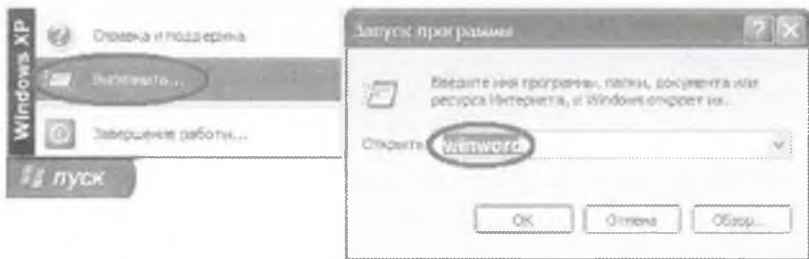 Windows XP
Справка и поддержка
Выполнить...
Завершение работы...
пуск
Запуск программы
Введите имя программы, папки, документа или
ресурса Интернета, и Windows откроет их.
Открыть:
winword
ОК
Отмена
Обзор...